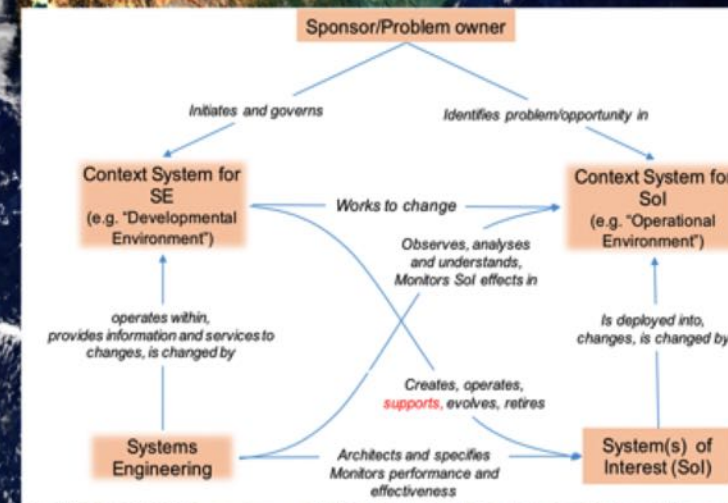 Sponsor/Problem owner
Initiates and governs
Identifies problem/opportunity in
Context System for
SE
(e.g. "Developmental
Environment")
Works to change
Context System for
SoI
(e.g. "Operational
Environment")
Observes, analyses
and understands,
Monitors SoI effects in
operates within,
provides information and services to
changes, is changed by
Is deployed into,
changes, is changed by
Creates, operates,
supports, evolves, retires
Systems
Engineering
Architects and specifies
Monitors performance and
effectiveness
System(s) of
Interest (SoI)